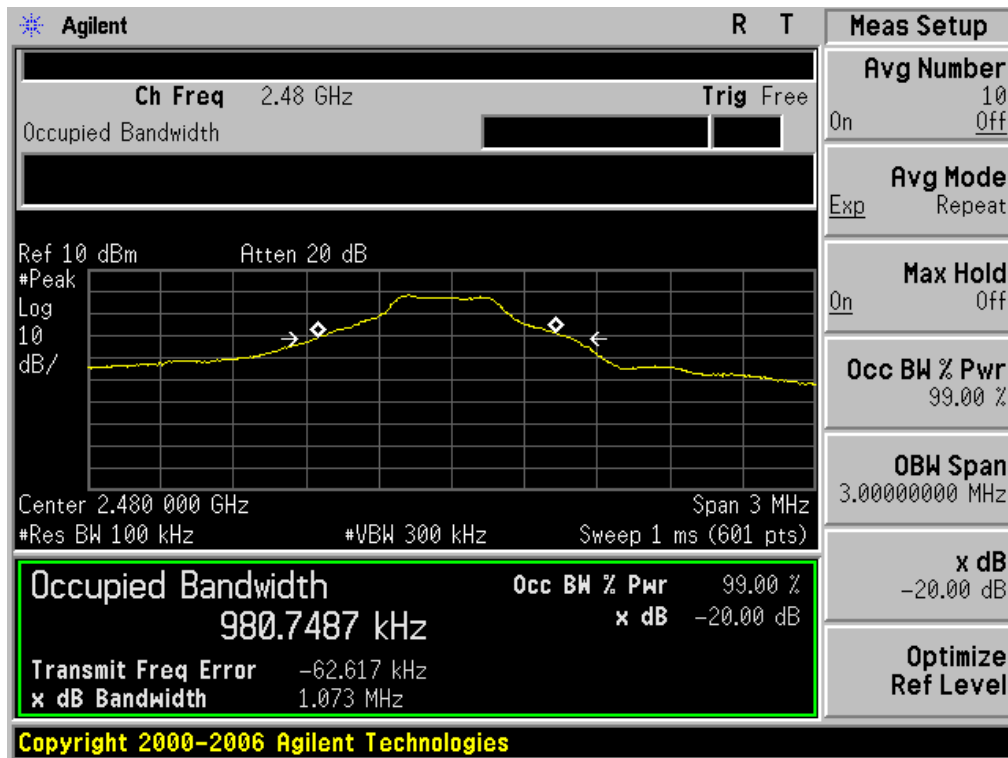 Agilent R T
Ch Freq 2.48 GHz Trig Free
Occupied Bandwidth
Ref 10 dBm Atten 20 dB
#Peak
Log
10
dB/
Center 2.480 000 GHz Span 3 MHz
#Res BW 100 kHz #VBW 300 kHz Sweep 1 ms (601 pts)
Occupied Bandwidth Occ BW % Pwr 99.00 %
980.7487 kHz x dB -20.00 dB
Transmit Freq Error -62.617 kHz
x dB Bandwidth 1.073 MHz
Copyright 2000-2006 Agilent Technologies
Meas Setup
Avg Number
10
On Off
Avg Mode
Exp Repeat
Max Hold
On Off
Occ BW % Pwr
99.00 %
OBW Span
3.00000000 MHz
x dB
-20.00 dB
Optimize
Ref Level